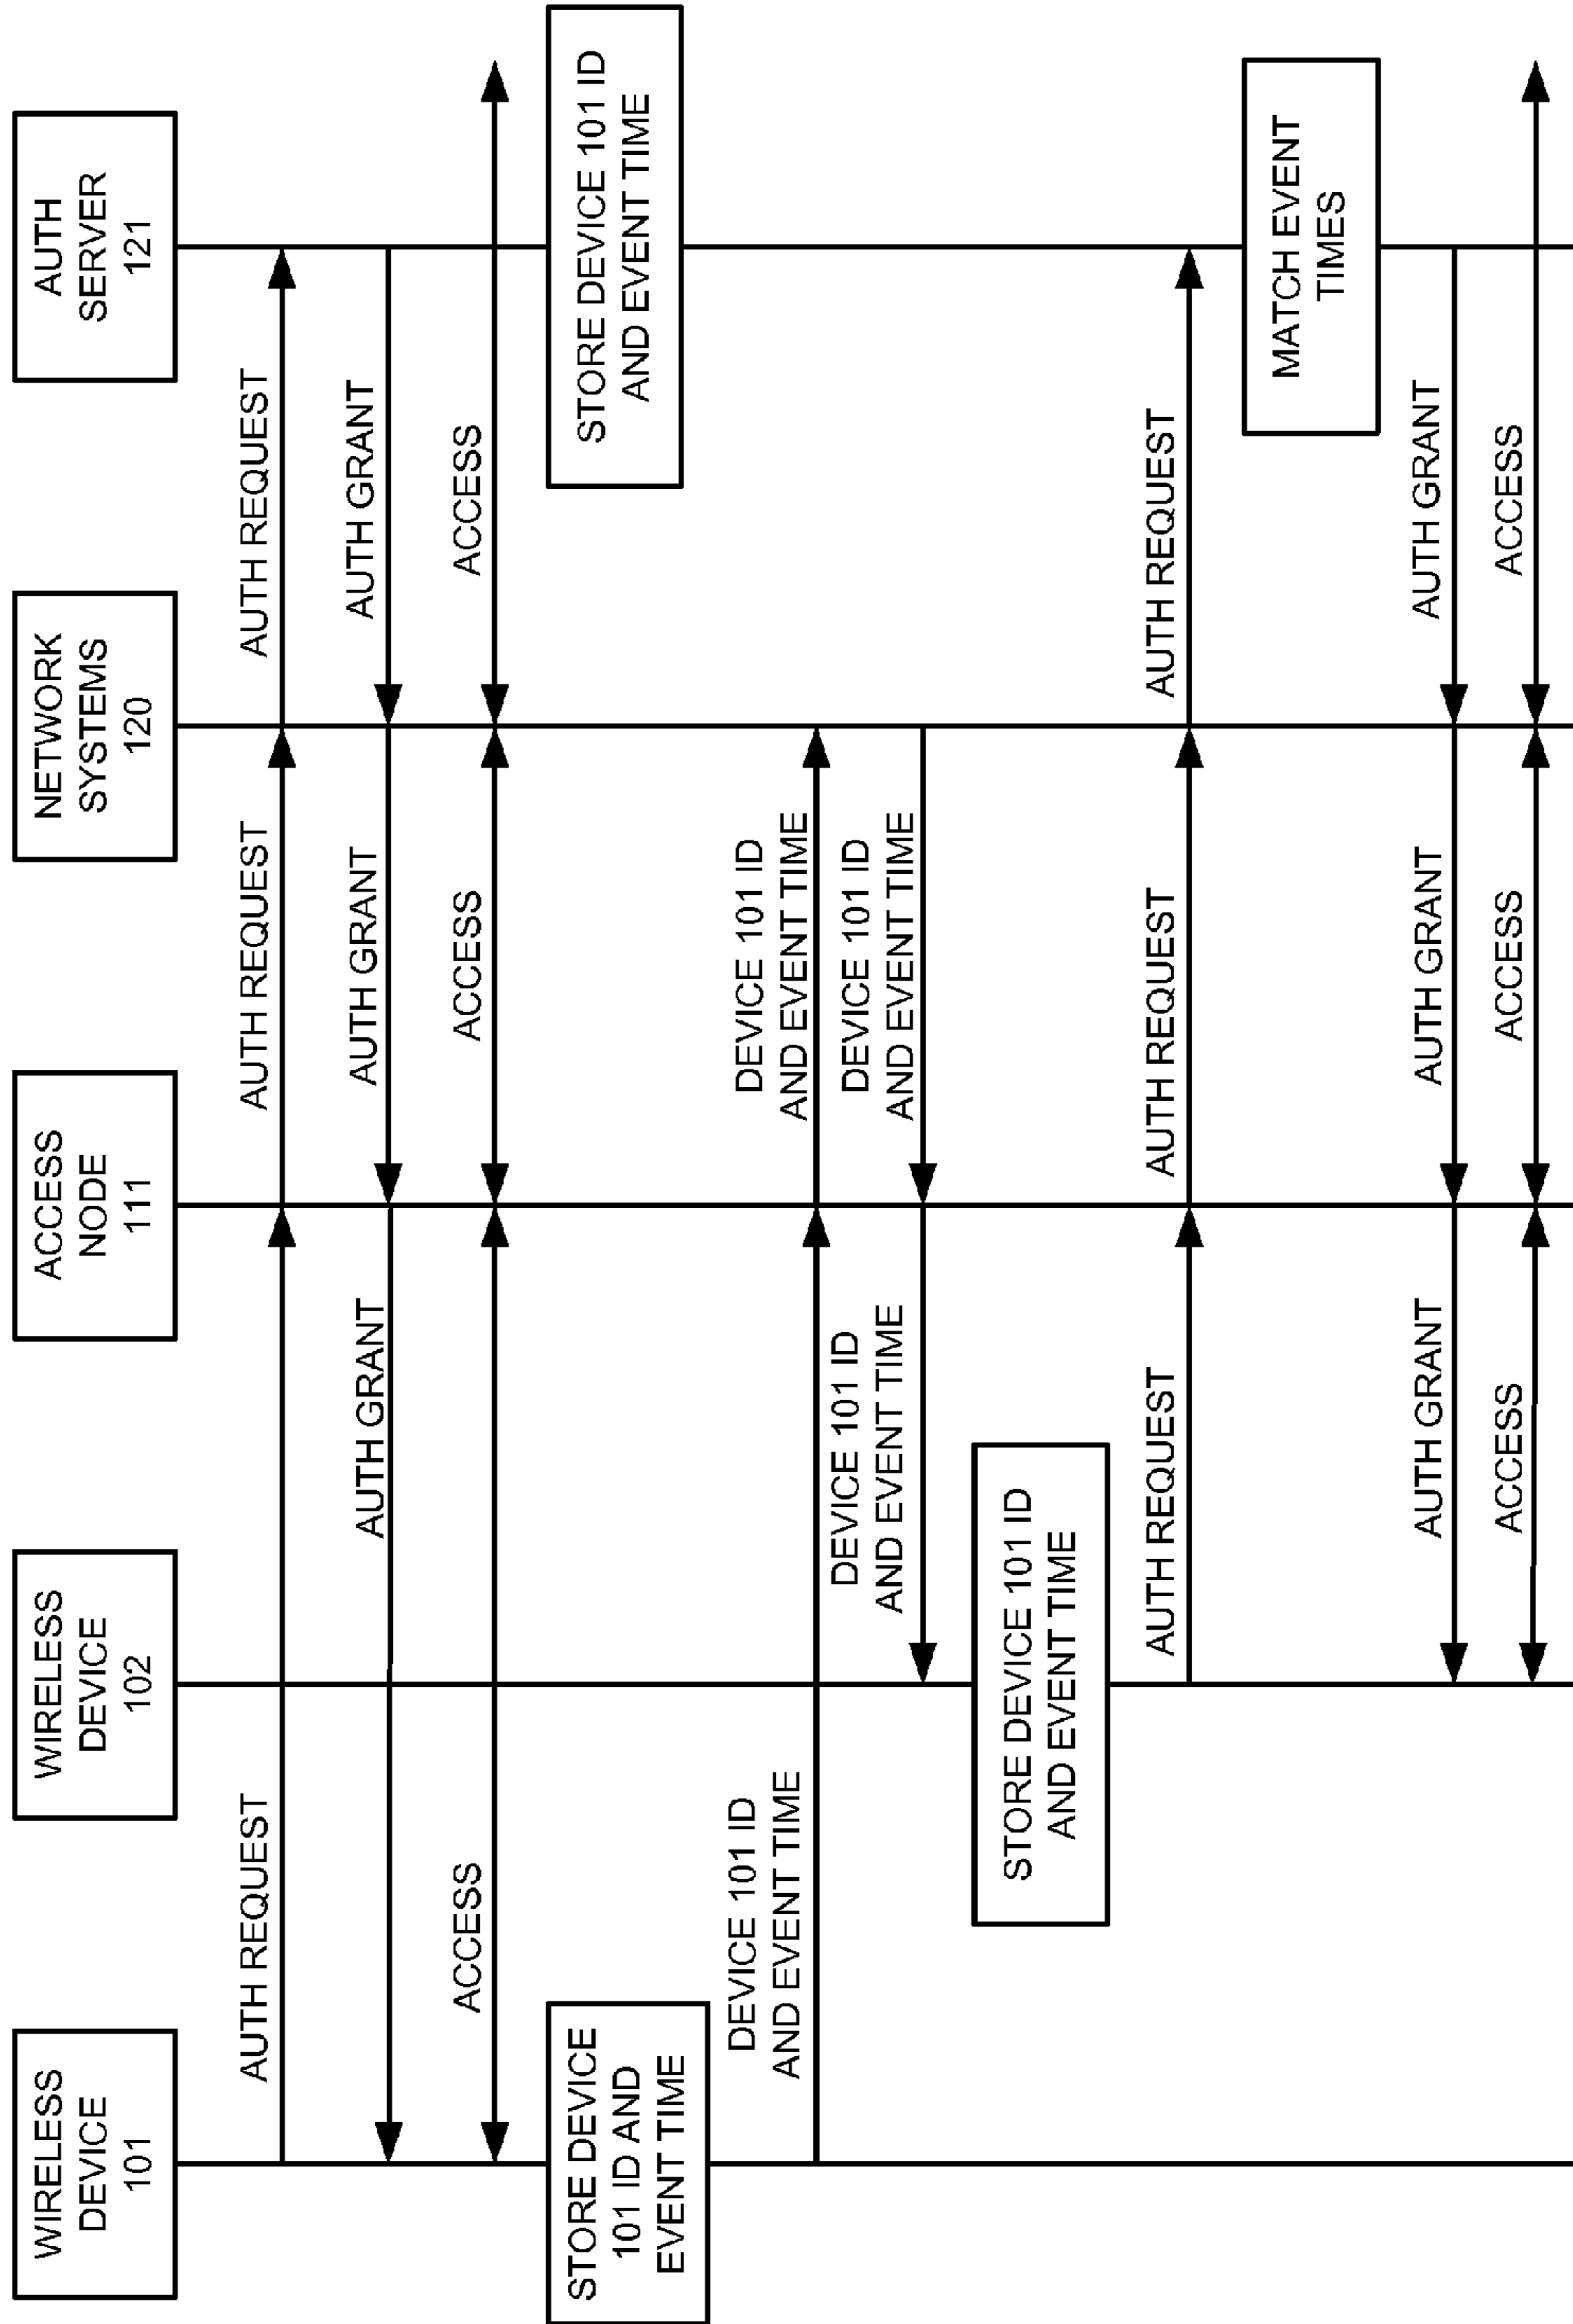 WIRELESS
DEVICE
101
WIRELESS
DEVICE
102
ACCESS
NODE
111
NETWORK
SYSTEMS
120
AUTH
SERVER
121
AUTH REQUEST
AUTH REQUEST
AUTH REQUEST
AUTH GRANT
AUTH GRANT
AUTH GRANT
ACCESS
ACCESS
ACCESS
STORE DEVICE
101 ID AND
EVENT TIME
STORE DEVICE 101 ID
AND EVENT TIME
DEVICE 101 ID
AND EVENT TIME
DEVICE 101 ID
AND EVENT TIME
DEVICE 101 ID
AND EVENT TIME
DEVICE 101 ID
AND EVENT TIME
STORE DEVICE 101 ID
AND EVENT TIME
AUTH REQUEST
AUTH REQUEST
AUTH REQUEST
MATCH EVENT
TIMES
AUTH GRANT
AUTH GRANT
AUTH GRANT
ACCESS
ACCESS
ACCESS